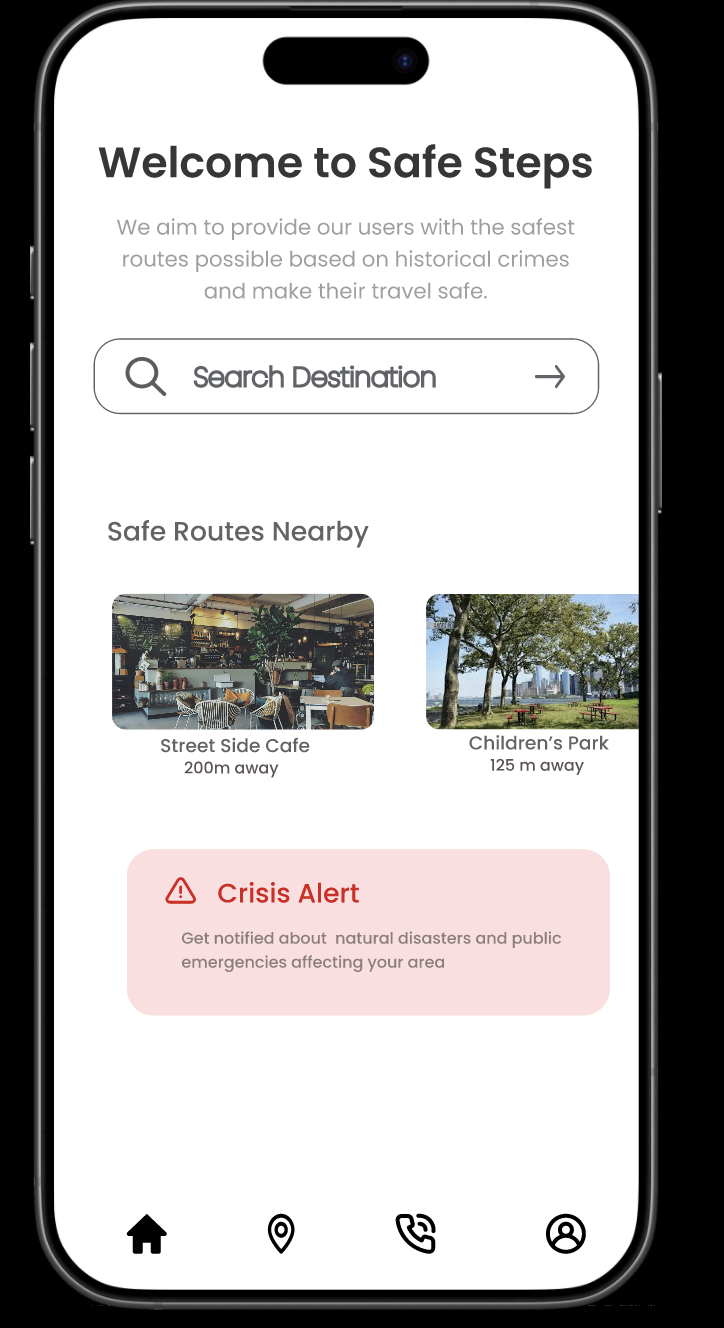 Welcome to Safe Steps
We aim to provide our users with the safest
routes possible based on historical crimes
and make their travel safe.
Search Destination
Safe Routes Nearby
Street Side Cafe
200m away
Children's Park
125 m away
Crisis Alert
Get notified about  natural disasters and public
emergencies affecting your area